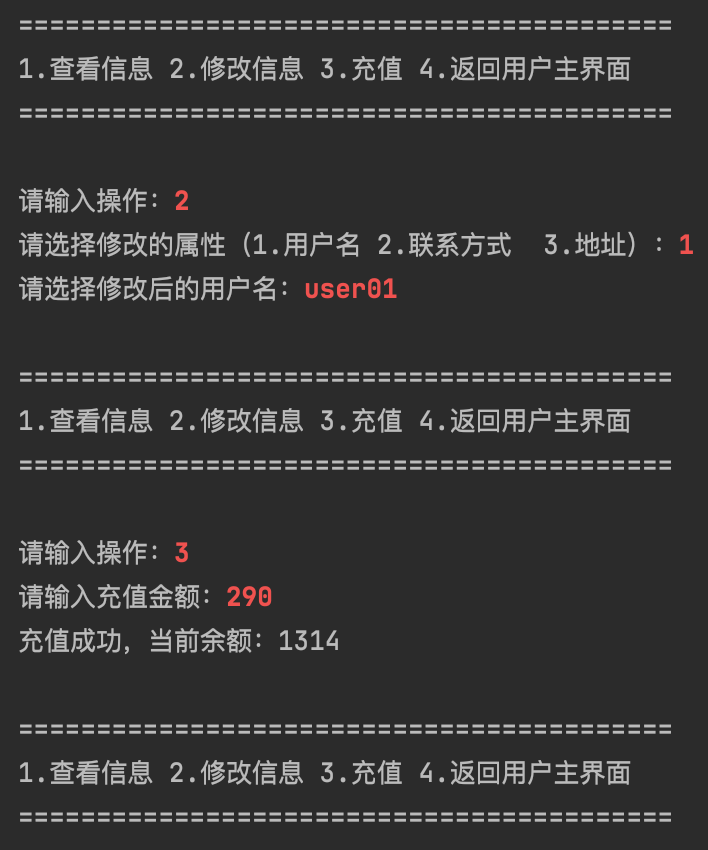 ==========================================
1.查看信息 2.修改信息 3.充值 4.返回用户主界面
==========================================
请输入操作：2
请选择修改的属性（1.用户名 2.联系方式  3.地址）：1
请选择修改后的用户名：user01
==========================================
1.查看信息 2.修改信息 3.充值 4.返回用户主界面
==========================================
请输入操作：3
请输入充值金额：290
充值成功，当前余额：1314
==========================================
1.查看信息 2.修改信息 3.充值 4.返回用户主界面
==========================================